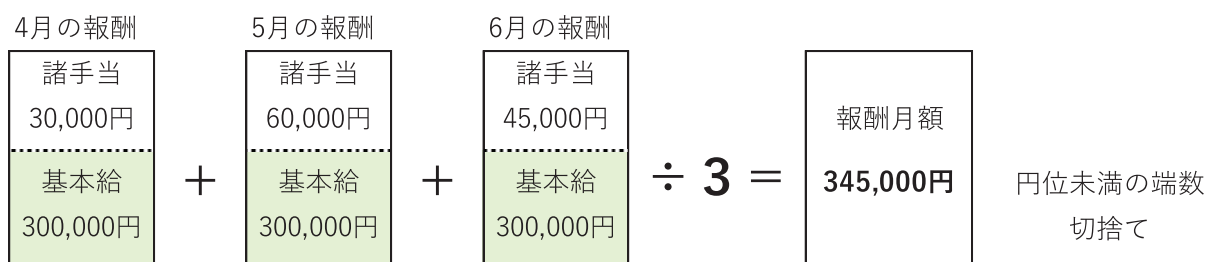 4月の報酬
諸手当
30,000円
基本給
300,000円
＋
5月の報酬
諸手当
60,000円
基本給
300,000円
＋
6月の報酬
諸手当
45,000円
基本給
300,000円
÷ 3 ＝
報酬月額
345,000円
円位未満の端数
切捨て